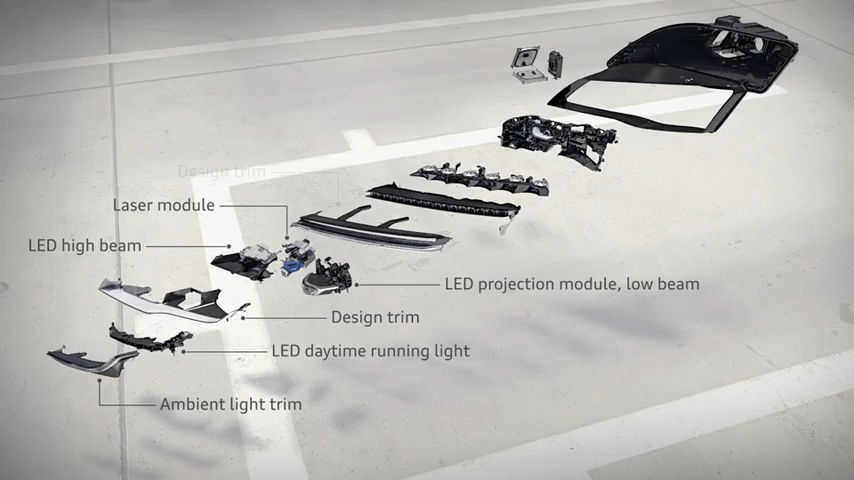 Design trim
Laser module
LED high beam
LED projection module, low beam
Design trim
LED daytime running light
Ambient light trim